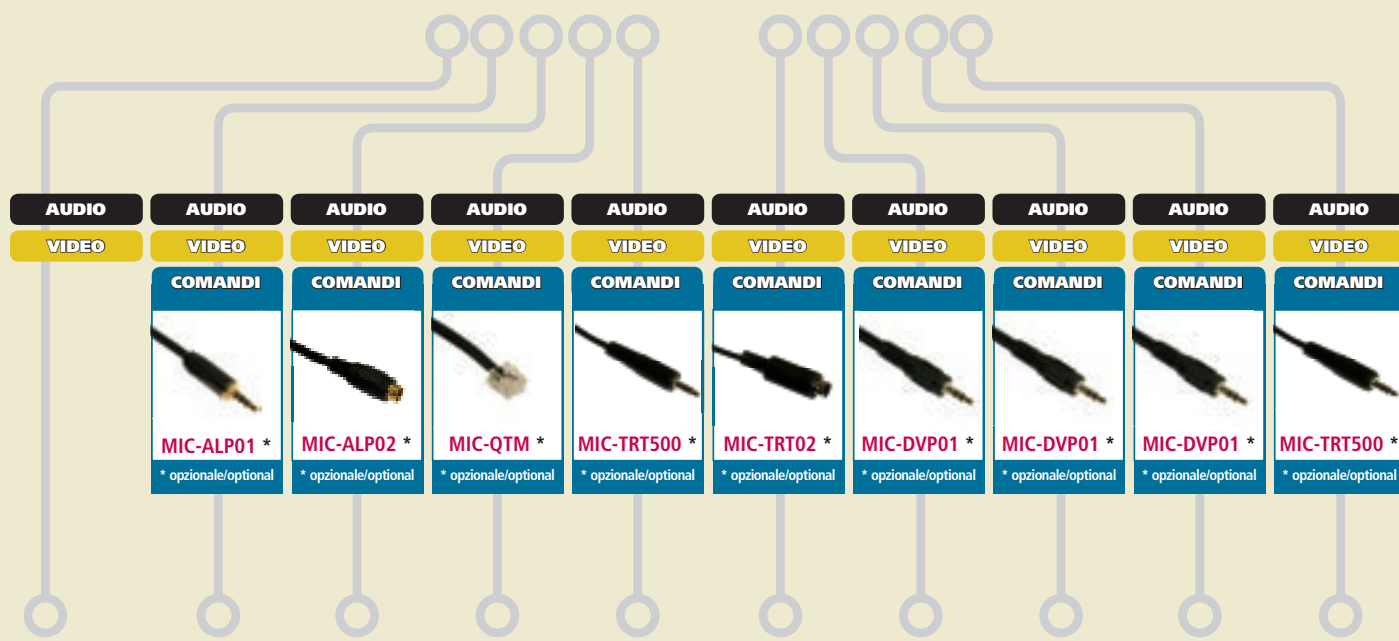 AUDIO AUDIO AUDIO AUDIO AUDIO AUDIO AUDIO AUDIO AUDIO AUDIO
VIDEO VIDEO VIDEO VIDEO VIDEO VIDEO VIDEO VIDEO VIDEO VIDEO
COMANDI COMANDI COMANDI COMANDI COMANDI COMANDI COMANDI COMANDI COMANDI
MIC-ALP01 * MIC-ALP02 * MIC-QTM * MIC-TRT500 * MIC-TRT02 * MIC-DVP01 * MIC-DVP01 * MIC-DVP01 * MIC-TRT500 *
* opzionale/optional * opzionale/optional * opzionale/optional * opzionale/optional * opzionale/optional * opzionale/optional * opzionale/optional * opzionale/optional * opzionale/optional